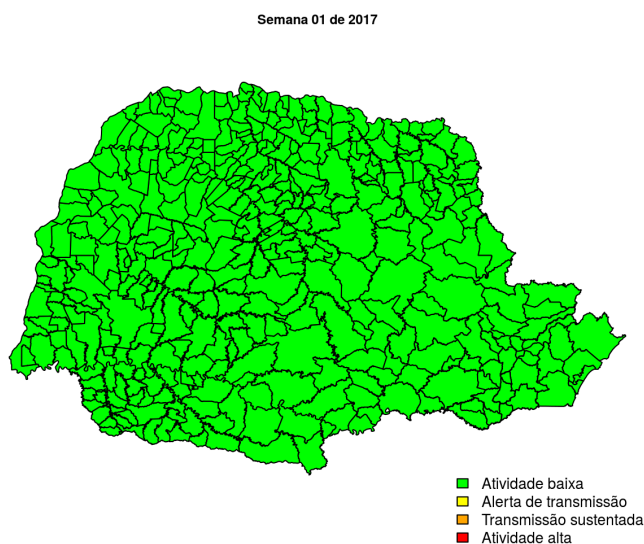 Semana 01 de 2017
Atividade baixa
Alerta de transmissão
Transmissão sustentada
Atividade alta